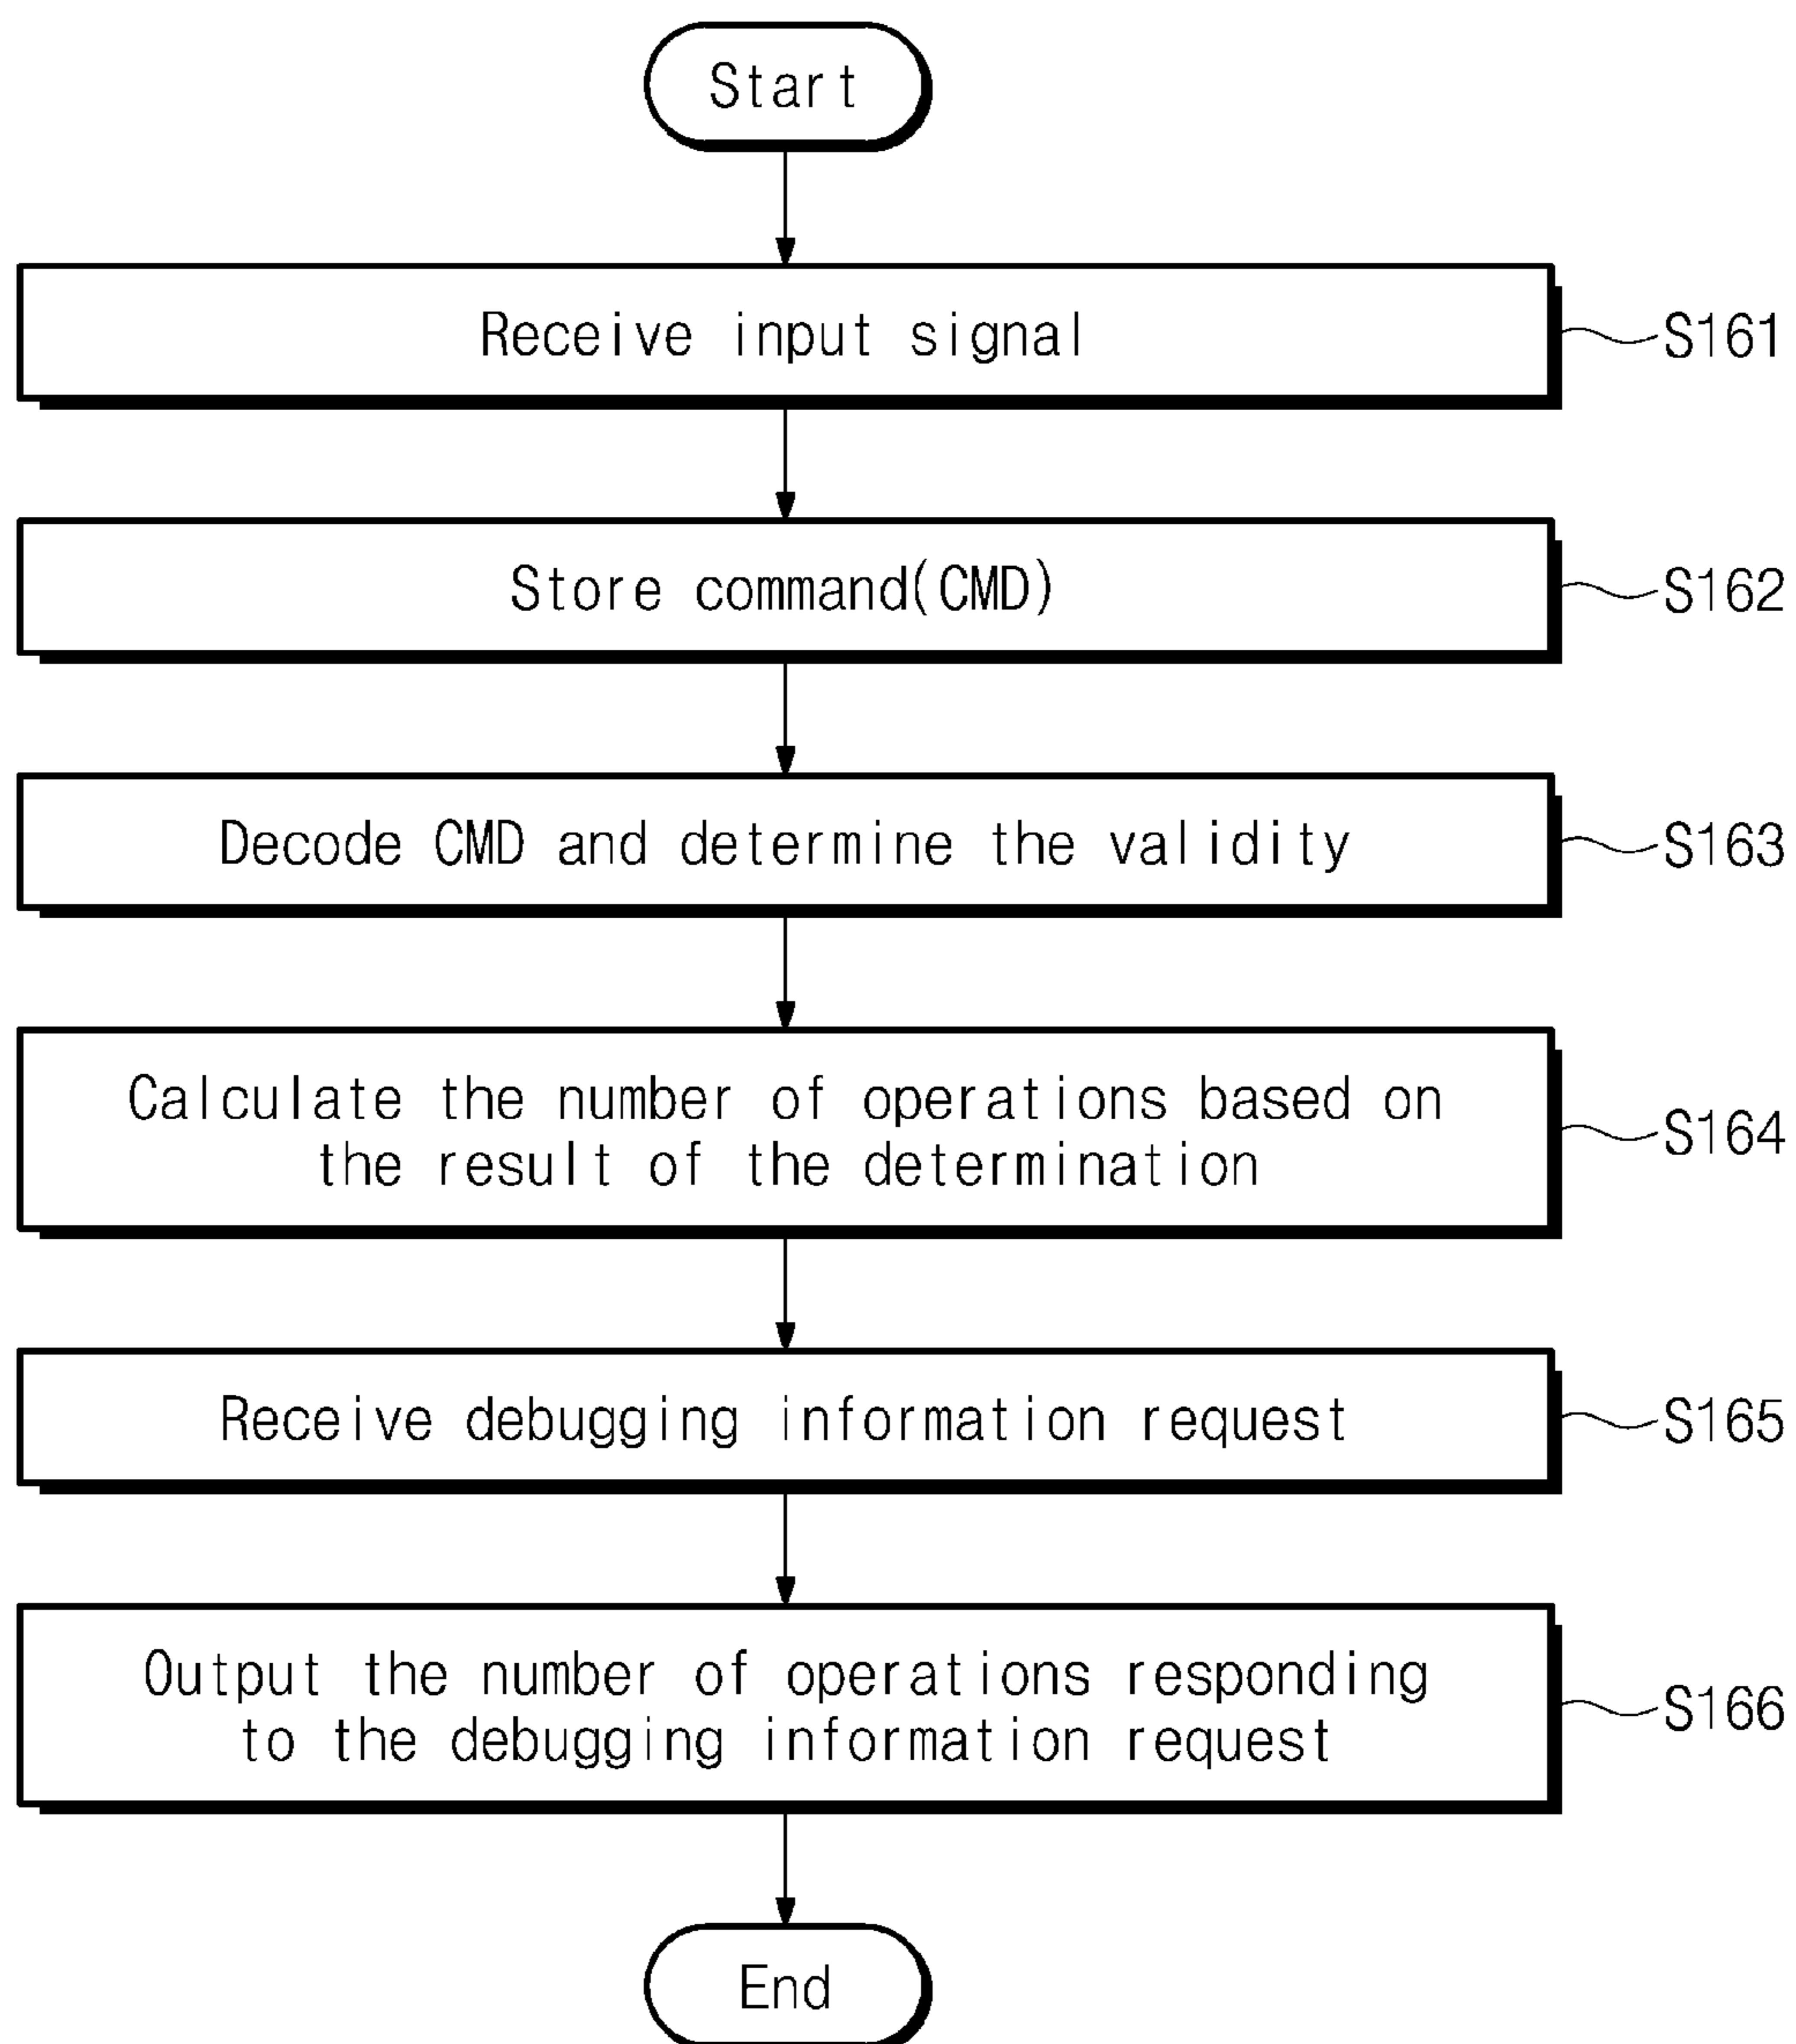 Start
Receive input signal
S161
Store command(CMD)
S162
Decode CMD and determine the validity
S163
Calculate the number of operations based on
the result of the determination
S164
Receive debugging information request
S165
Output the number of operations responding
to the debugging information request
S166
End